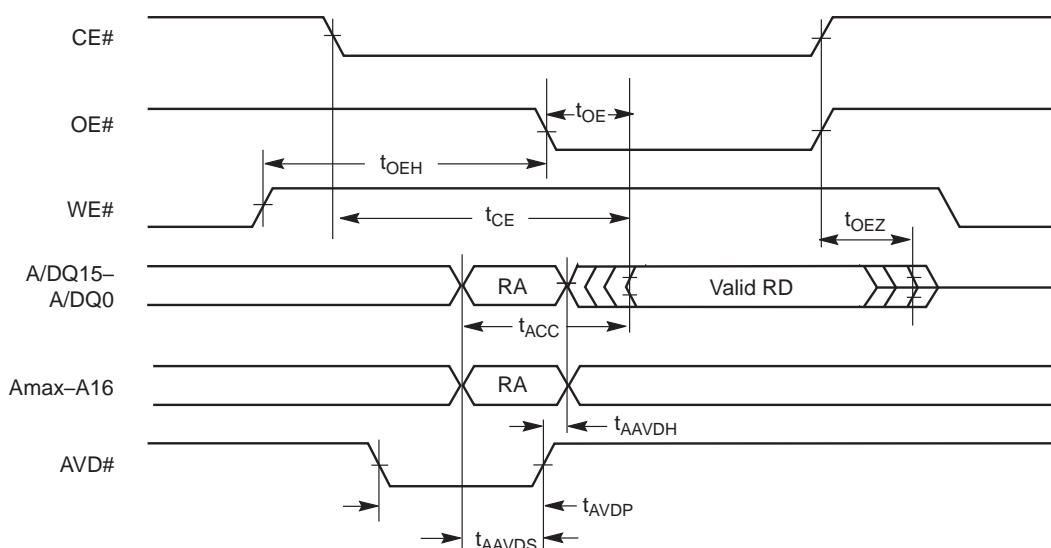 CE#
OE#
tOE
tOEH
WE#
tCE
tOEZ
A/DQ15–
A/DQ0
RA
Valid RD
tACC
Amax–A16
RA
tAAVDH
AVD#
tAVDP
tAAVDS